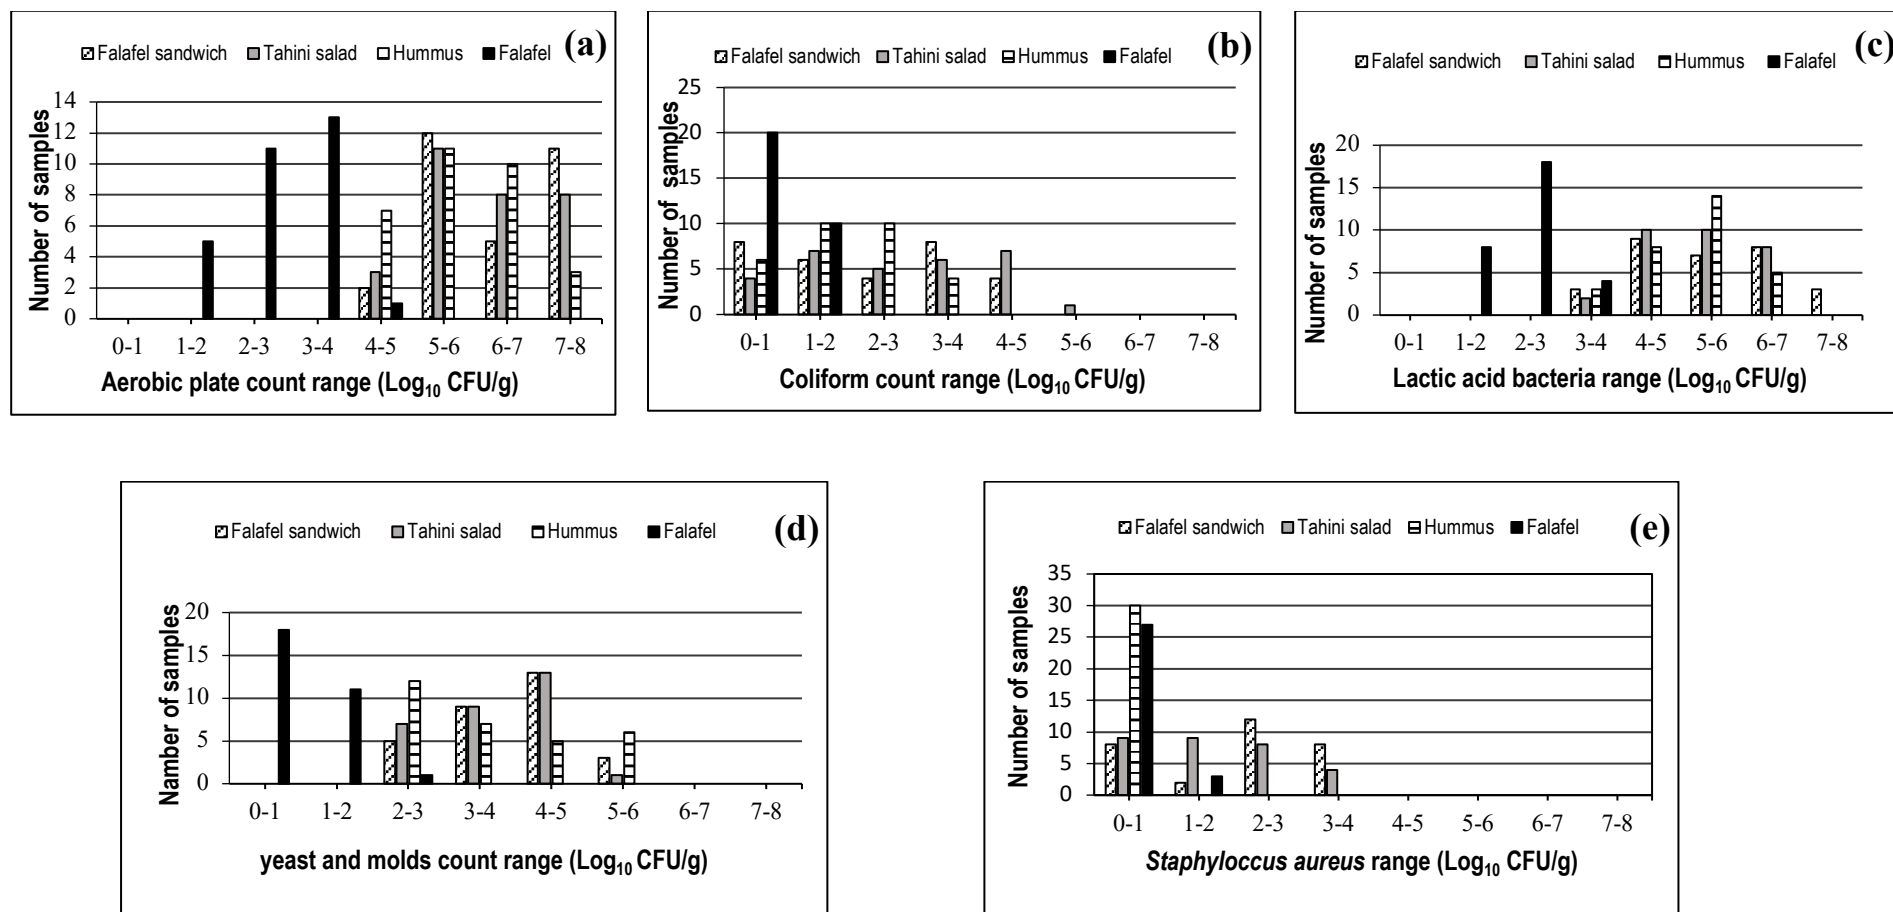 Falafel sandwich Tahini salad Hummus Falafel (a)
Number of samples
14
12
10
8
6
4
2
0
0-1 1-2 2-3 3-4 4-5 5-6 6-7 7-8
Aerobic plate count range (Log10 CFU/g)
Falafel sandwich Tahini salad Hummus Falafel (b)
Number of samples
25
20
15
10
5
0
0-1 1-2 2-3 3-4 4-5 5-6 6-7 7-8
Coliform count range (Log10 CFU/g)
Falafel sandwich Tahini salad Hummus Falafel (c)
Number of samples
20
15
10
5
0
0-1 1-2 2-3 3-4 4-5 5-6 6-7 7-8
Lactic acid bacteria range (Log10 CFU/g)
Falafel sandwich Tahini salad Hummus Falafel (d)
Namber of samples
20
15
10
5
0
0-1 1-2 2-3 3-4 4-5 5-6 6-7 7-8
yeast and molds count range (Log10 CFU/g)
Falafel sandwich Tahini salad Hummus Falafel (e)
Number of samples
35
30
25
20
15
10
5
0
0-1 1-2 2-3 3-4 4-5 5-6 6-7 7-8
Staphyloccus aureus range (Log10 CFU/g)